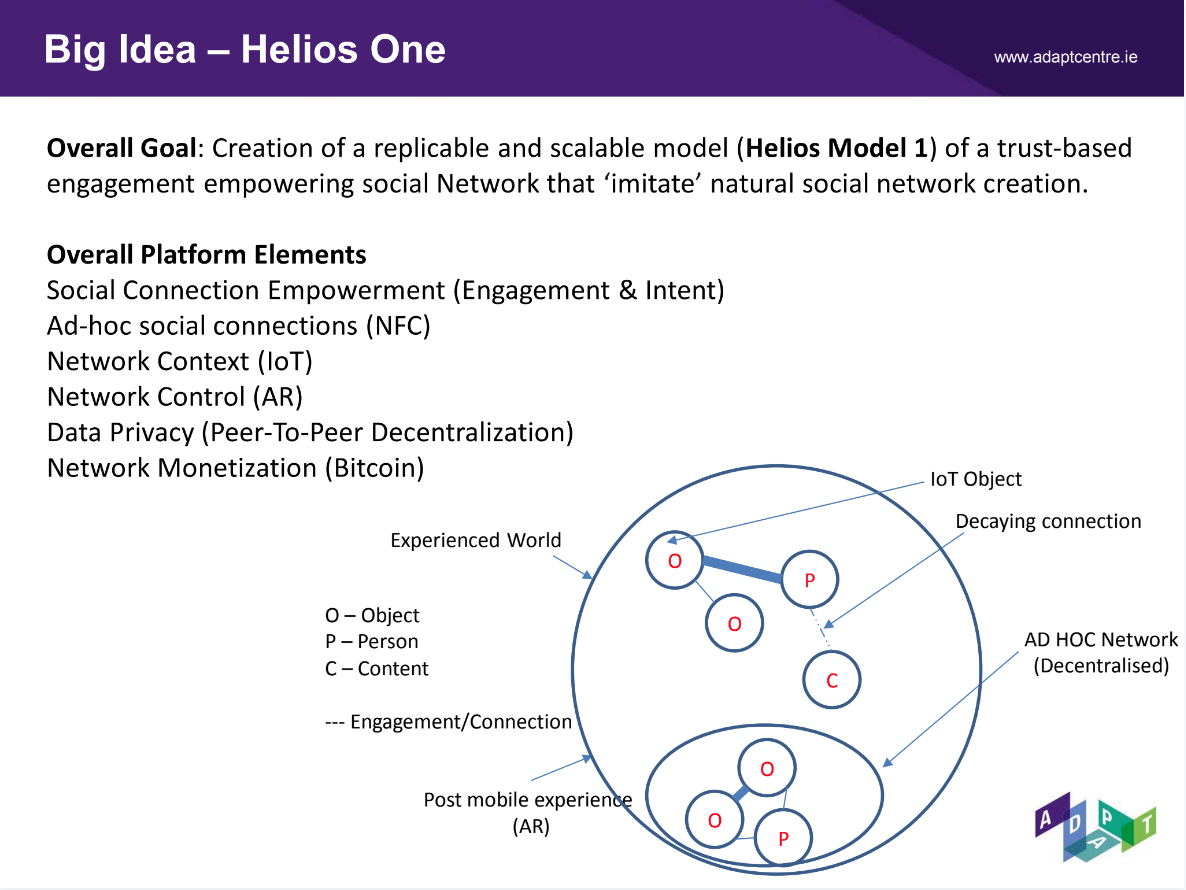 Big Idea – Helios One
www.adaptcentre.ie
Overall Goal: Creation of a replicable and scalable model (Helios Model 1) of a trust-based
engagement empowering social Network that ‘imitate’ natural social network creation.
Overall Platform Elements
Social Connection Empowerment (Engagement & Intent)
Ad-hoc social connections (NFC)
Network Context (IoT)
Network Control (AR)
Data Privacy (Peer-To-Peer Decentralization)
Network Monetization (Bitcoin)
IoT Object
Decaying connection
Experienced World
O
P
O
C
O – Object
P – Person
C – Content
--- Engagement/Connection
AD HOC Network
(Decentralised)
O
O
P
Post mobile experience
(AR)
ADAPT